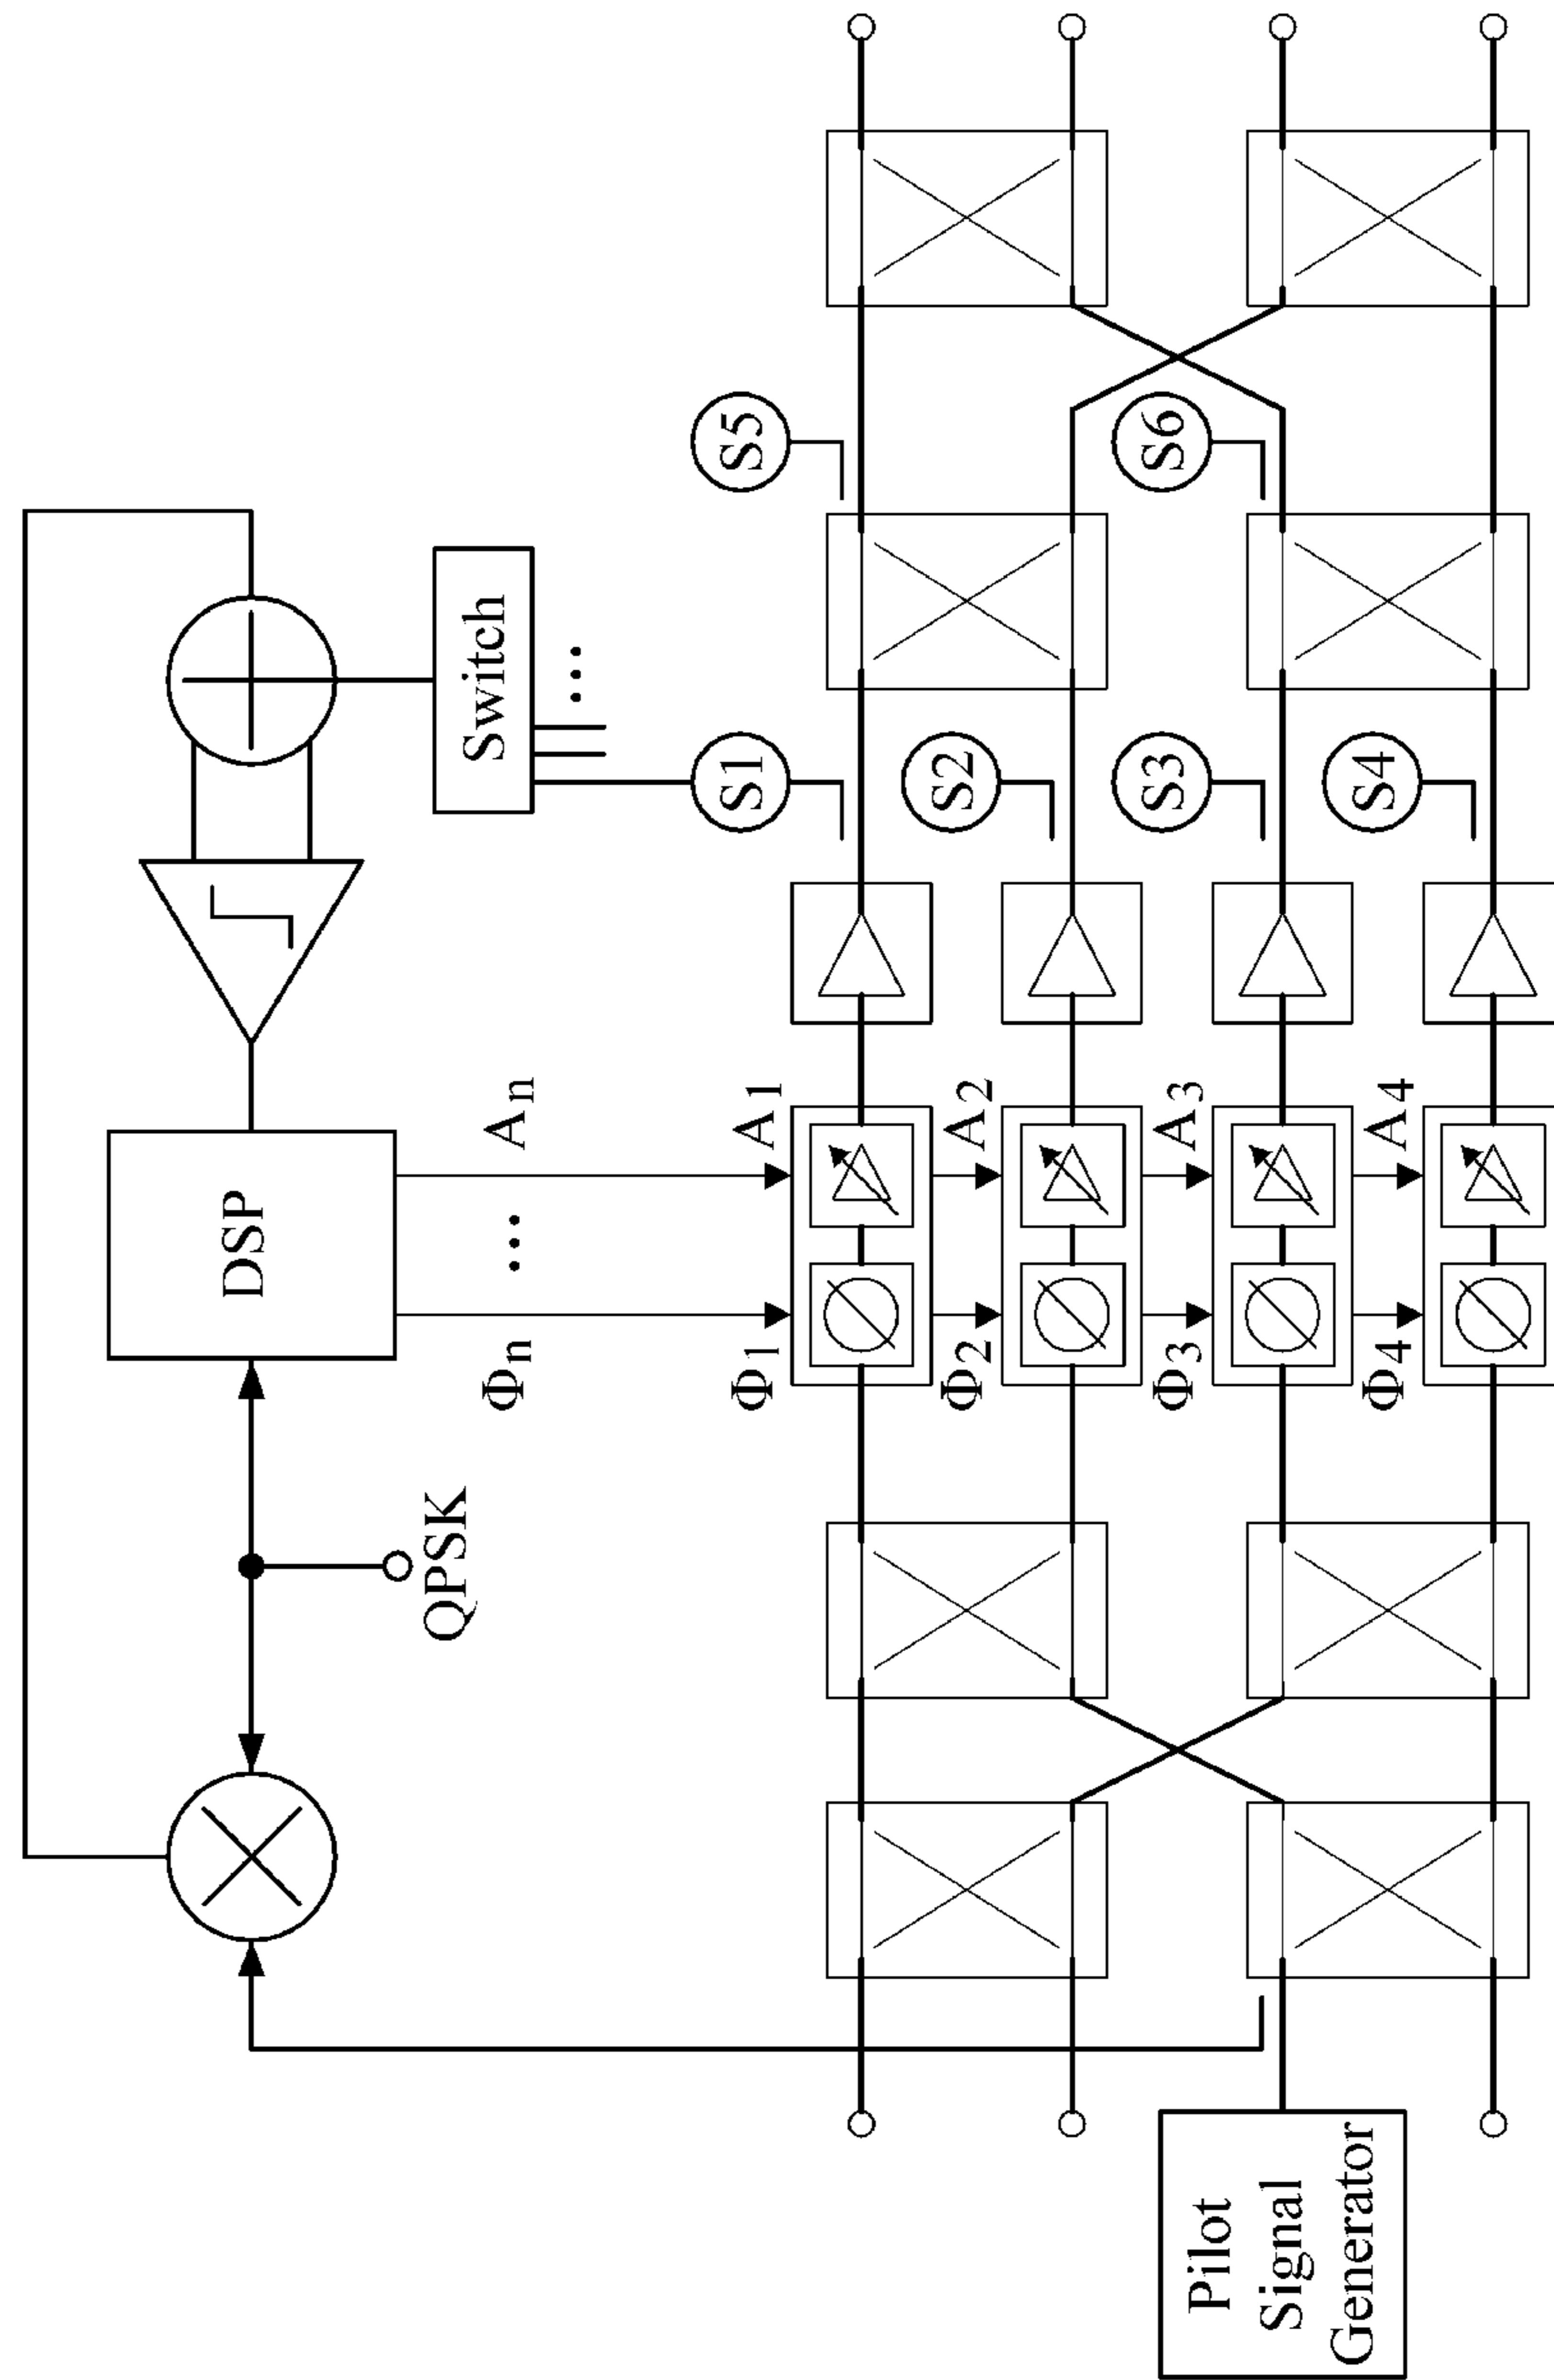 DSP
QPSK
Switch
Φn
...
An
...
S1
S2
S3
S4
S5
S6
Φ1
A1
Φ2
A2
Φ3
A3
Φ4
A4
Pilot
Signal
Generator